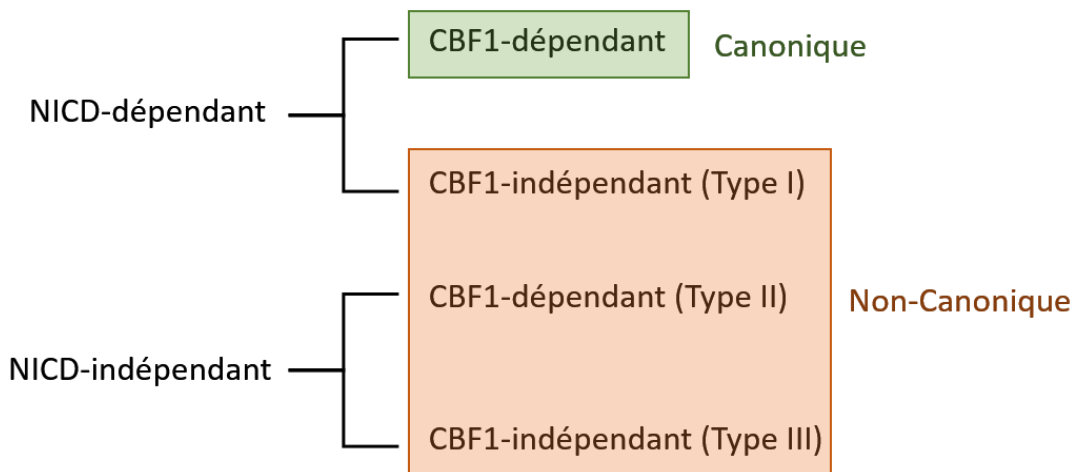 CBF1-dépendant
Canonique
NICD-dépendant
CBF1-indépendant (Type I)
CBF1-dépendant (Type II)
Non-Canonique
NICD-indépendant
CBF1-indépendant (Type III)